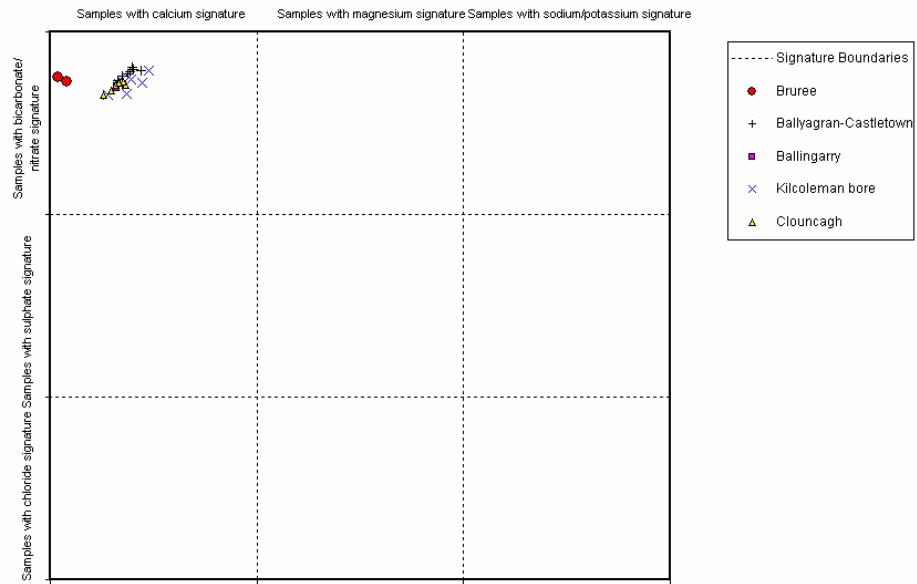 Samples with calcium signature
Samples with magnesium signature
Samples with sodium/potassium signature
Samples with bicarbonate/
nitrate signature
Samples with sulphate signature
Samples with chloride signature
Signature Boundaries
Bruree
Ballyagran-Castletown
Ballingarry
Kilcoleman bore
Clouncagh